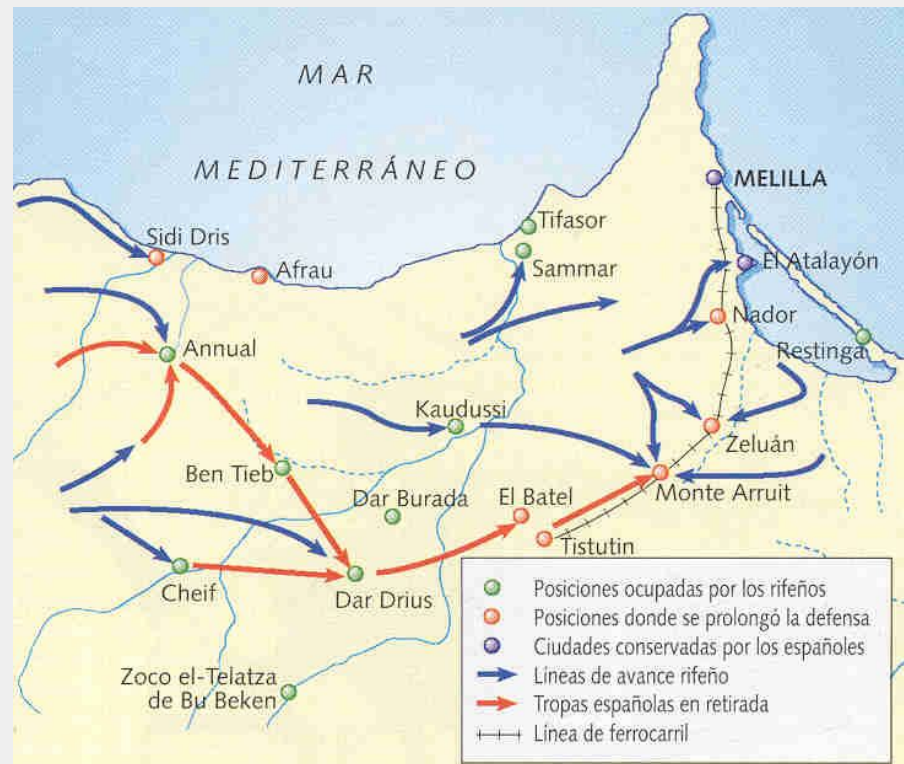 MAR
MEDITERRÁNEO
MELILLA
Tifasor
Sidi Dris
Sammar
El Atalayón
Afrau
Nador
Annual
Restinga
Kaudussi
Zeluán
Ben Tieb
Monte Arruit
Dar Burada
El Batel
Tistutin
Cheif
Dar Drius
Zoco el-Telatza
de Bu Beken
Posiciones ocupadas por los rifeños
Posiciones donde se prolongó la defensa
Ciudades conservadas por los españoles
Líneas de avance rifeño
Tropas españolas en retirada
Línea de ferrocarril